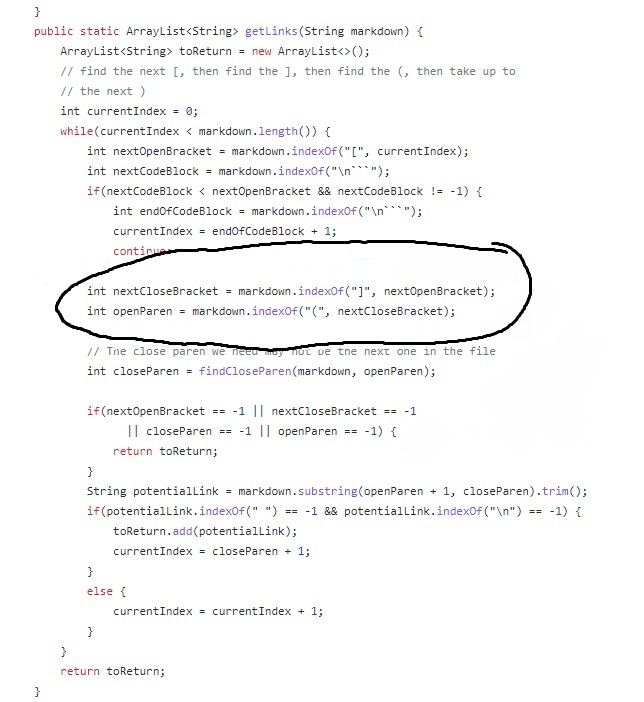 }
public static ArrayList<String> getLinks(String markdown) {
ArrayList<String> toReturn = new ArrayList<>();
// find the next [, then find the ], then find the (, then take up to
// the next )
int currentIndex = 0;
while(currentIndex < markdown.length()) {
int nextOpenBracket = markdown.indexOf("[", currentIndex);
int nextCodeBlock = markdown.indexOf("\n```");
if(nextCodeBlock < nextOpenBracket && nextCodeBlock != -1) {
int endOfCodeBlock = markdown.indexOf("\n```");
currentIndex = endOfCodeBlock + 1;
continue;
int nextCloseBracket = markdown.indexOf("]", nextOpenBracket);
int openParen = markdown.indexOf("(", nextCloseBracket);
// The close paren we need may not be the next one in the file
int closeParen = findCloseParen(markdown, openParen);
if(nextOpenBracket == -1 || nextCloseBracket == -1
|| closeParen == -1 || openParen == -1) {
return toReturn;
}
String potentialLink = markdown.substring(openParen + 1, closeParen).trim();
if(potentialLink.indexOf(" ") == -1 && potentialLink.indexOf("\n") == -1) {
toReturn.add(potentialLink);
currentIndex = closeParen + 1;
}
else {
currentIndex = currentIndex + 1;
}
}
return toReturn;
}